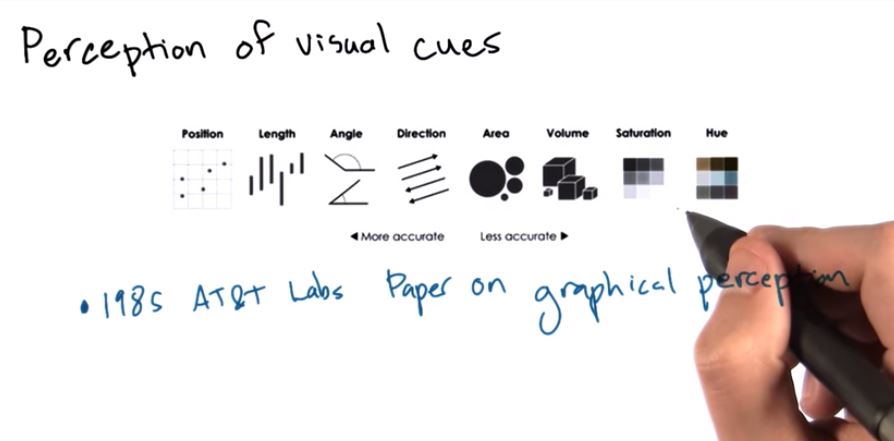 Perception of visual cues
Position Length Angle Direction Area Volume Saturation Hue
◄ More accurate Less accurate ►
• 1985 AT&T Labs Paper on graphical perception